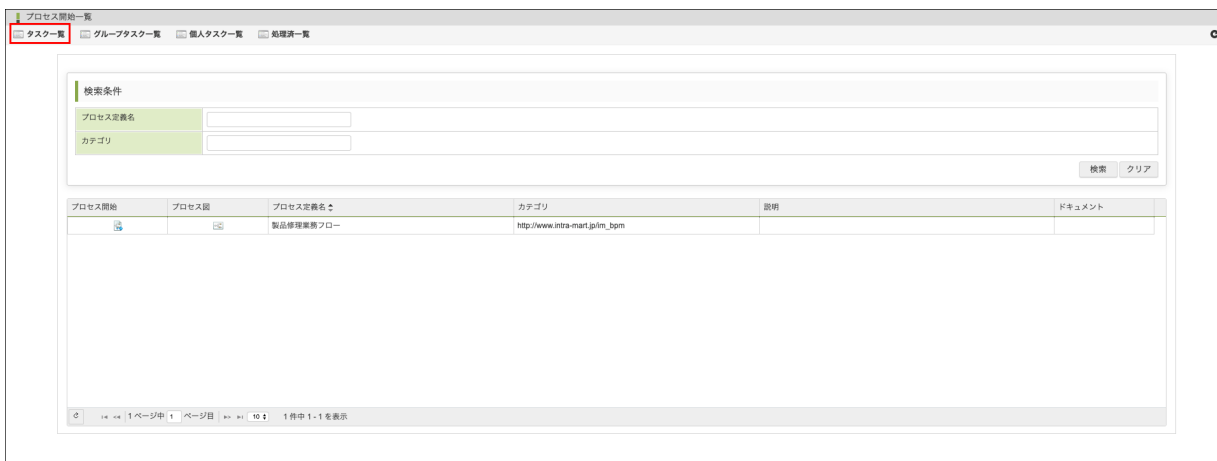 プロセス開始一覧
タスク一覧 グループタスク一覧 個人タスク一覧 処理済一覧
検索条件
プロセス定義名
カテゴリ
検索 クリア
プロセス開始 プロセス図 プロセス定義名 カテゴリ 説明 ドキュメント
製品修理業務フロー http://www.intra-mart.jp/im_bpm
1 ページ中 1 ページ目 10 1 件中 1 - 1 を表示